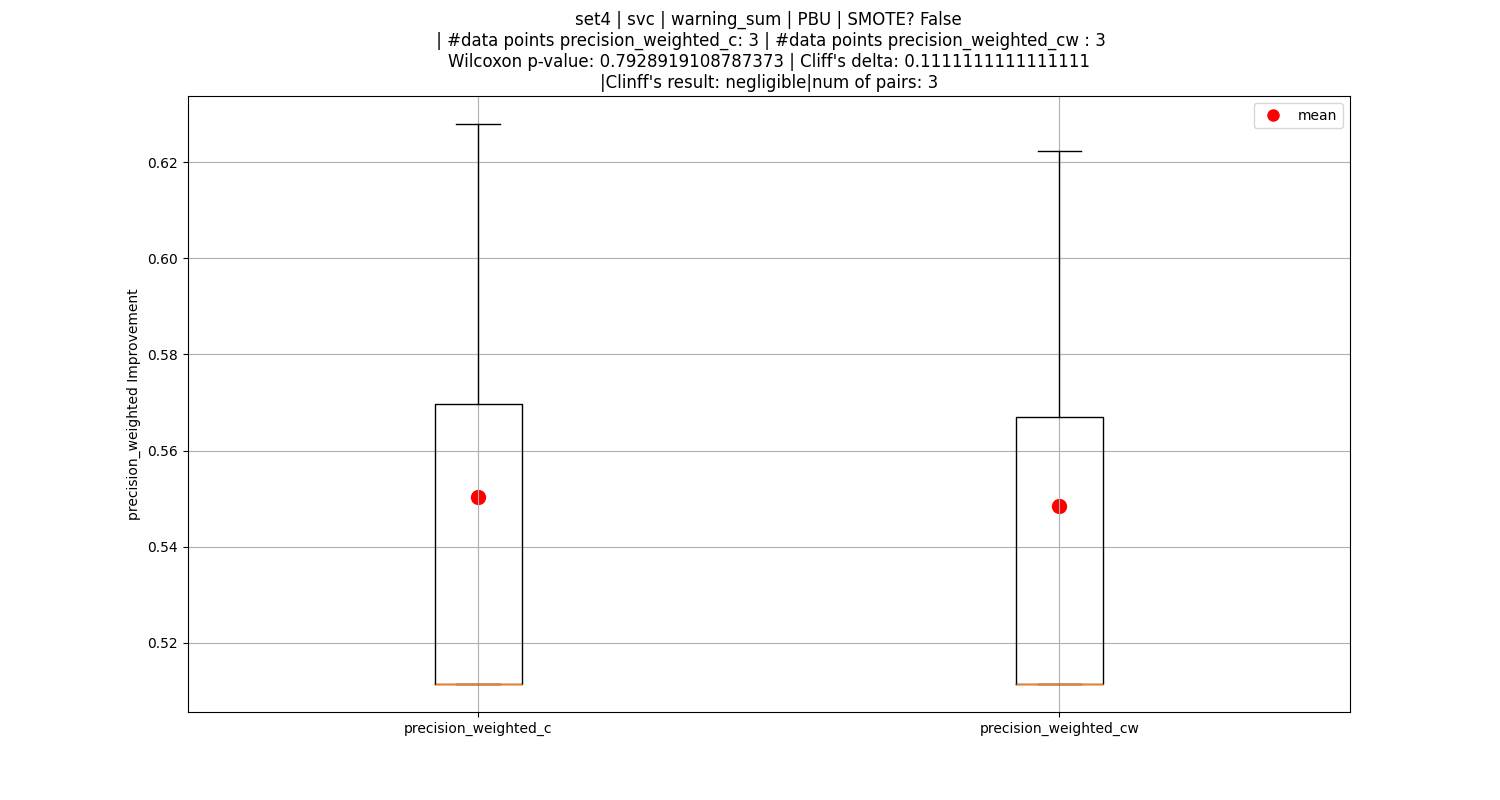 set4 | svc | warning_sum | PBU | SMOTE? False
| #data points precision_weighted_c: 3 | #data points precision_weighted_cw : 3
Wilcoxon p-value: 0.7928919108787373 | Cliff's delta: 0.1111111111111111
|Clinff's result: negligible|num of pairs: 3
mean
precision_weighted Improvement
0.62
0.60
0.58
0.56
0.54
0.52
precision_weighted_c
precision_weighted_cw